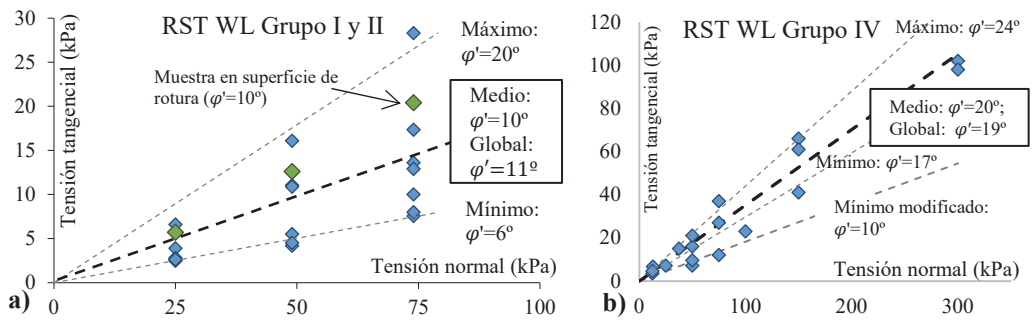 RST WL Grupo I y II
Tensión tangencial (kPa)
30
25
20
15
10
5
0
0
25
50
75
100
Tensión normal (kPa)
Muestra en superficie de
rotura (φ'=10º)
Máximo:
φ'=20º
Medio:
φ'=10º
Global:
φ'=11º
Mínimo:
φ'=6º
a)
RST WL Grupo IV
Tensión tangencial (kPa)
120
100
80
60
40
20
0
0
100
200
300
Tensión normal (kPa)
Máximo: φ'=24º
Medio: φ'=20º;
Global: φ'=19º
Mínimo: φ'=17º
Mínimo modificado:
φ'=10º
b)